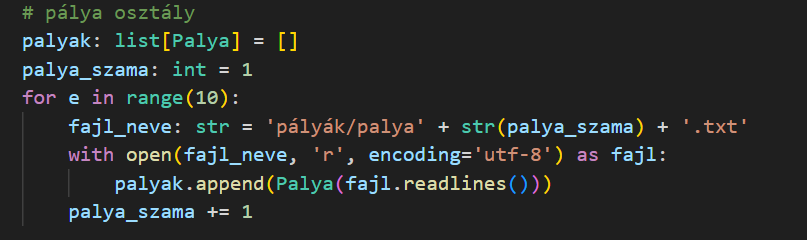 # pálya osztály
palyak: list[Palya] = []
palya_szama: int = 1
for e in range(10):
    fajl_neve: str = 'pályák/palya' + str(palya_szama) + '.txt'
    with open(fajl_neve, 'r', encoding='utf-8') as fajl:
        palyak.append(Palya(fajl.readlines()))
    palya_szama += 1